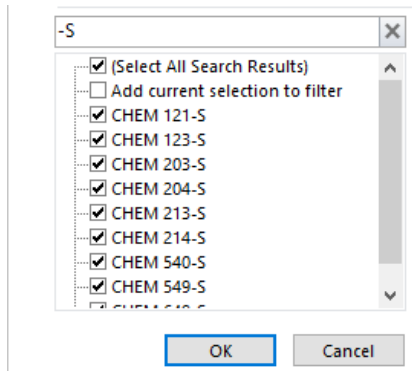 -S
(Select All Search Results)
Add current selection to filter
CHEM 121-S
CHEM 123-S
CHEM 203-S
CHEM 204-S
CHEM 213-S
CHEM 214-S
CHEM 540-S
CHEM 549-S
OK Cancel